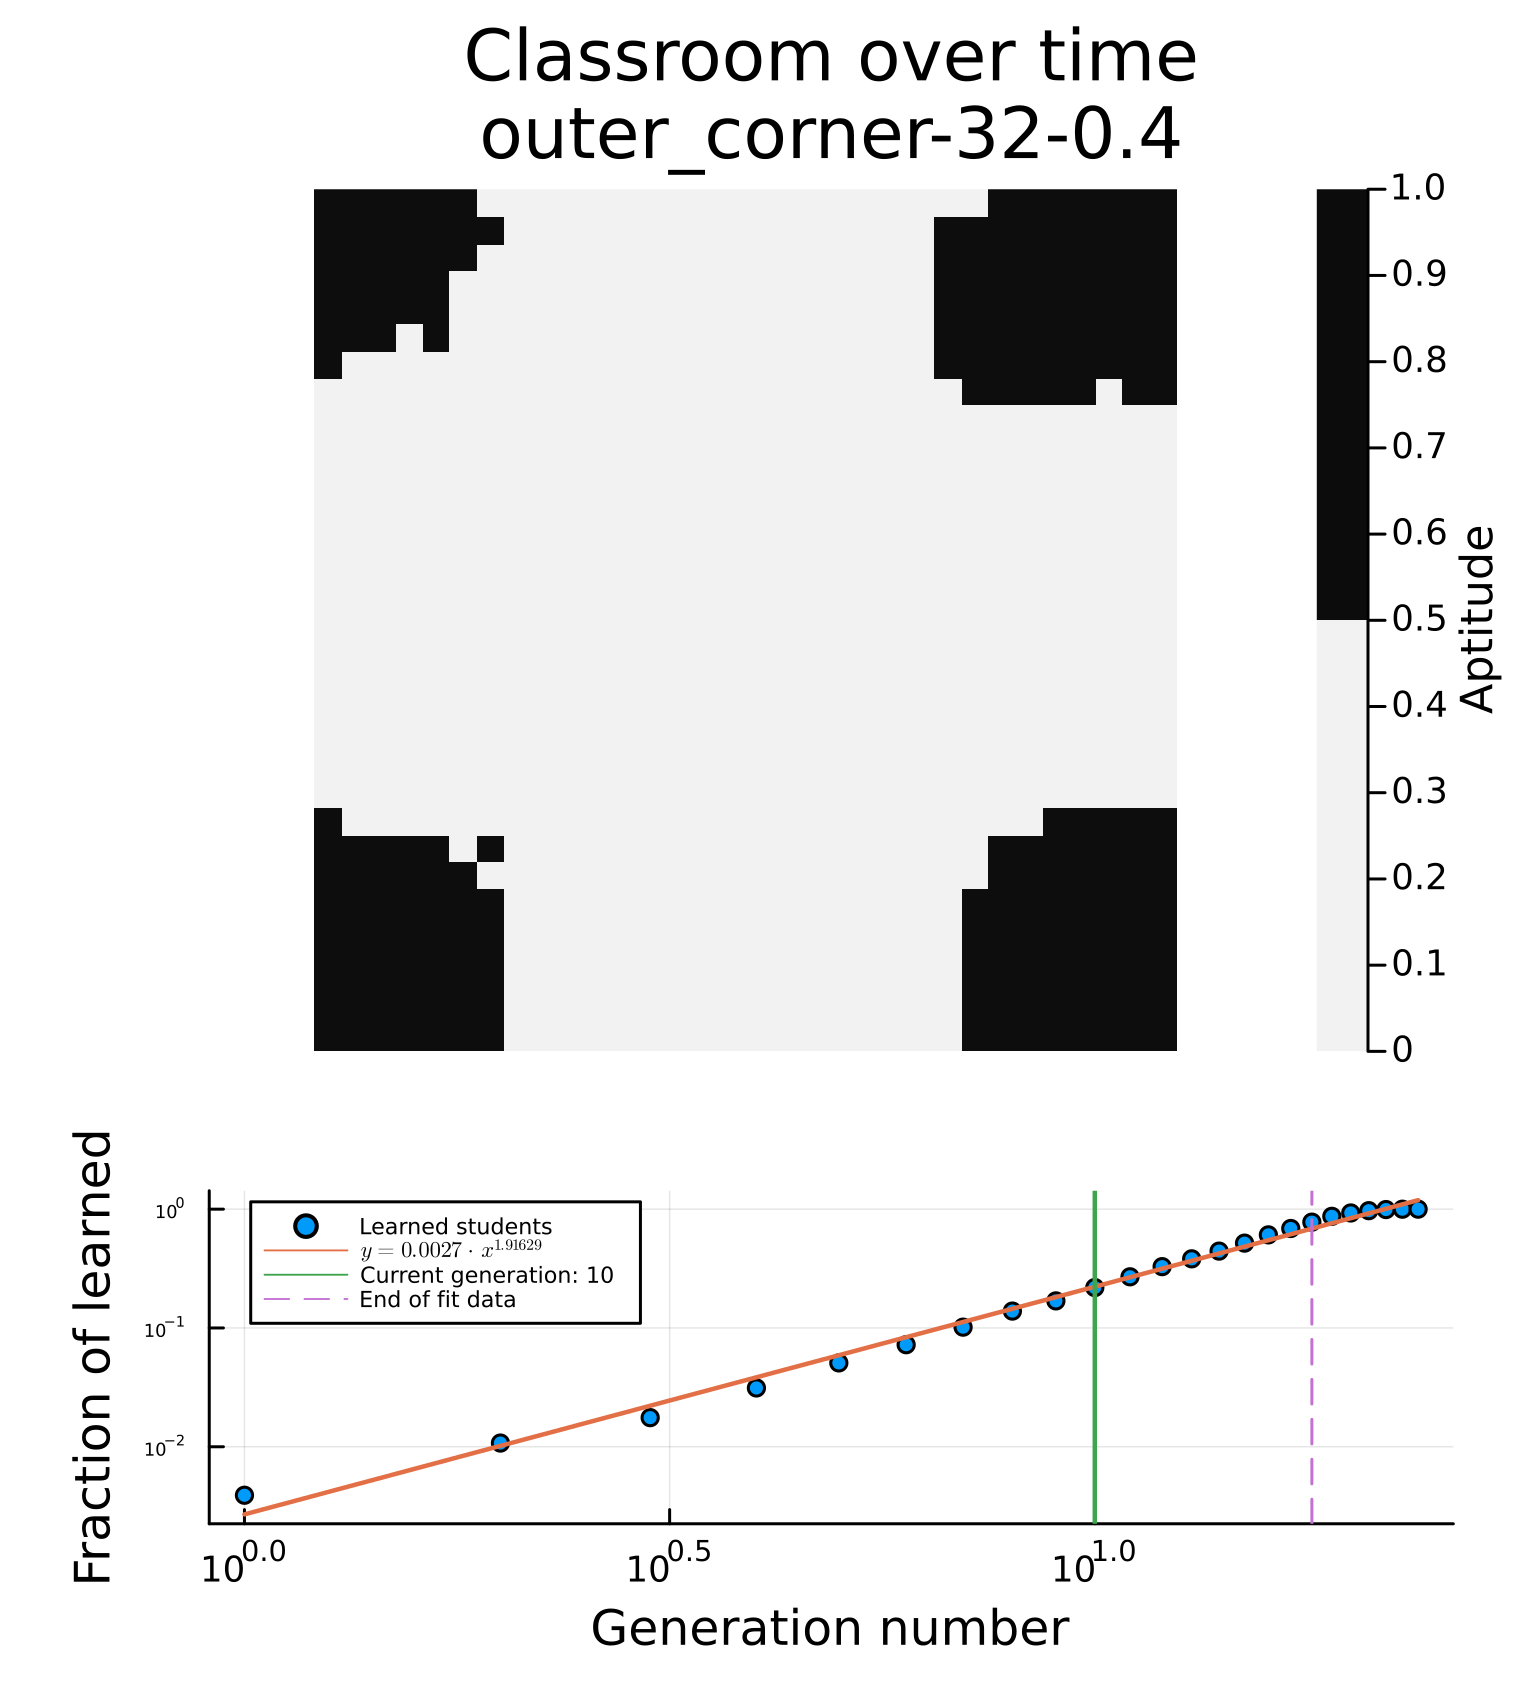 Classroom over time
outer_corner-32-0.4
1.0
0.9
0.8
0.7
0.6
0.5
0.4
0.3
0.2
0.1
0
Aptitude
Fraction of learned
10⁰
10⁻¹
10⁻²
Learned students
y = 0.0027 · x^1.91629
Current generation: 10
End of fit data
10^0.0
10^0.5
10^1.0
Generation number